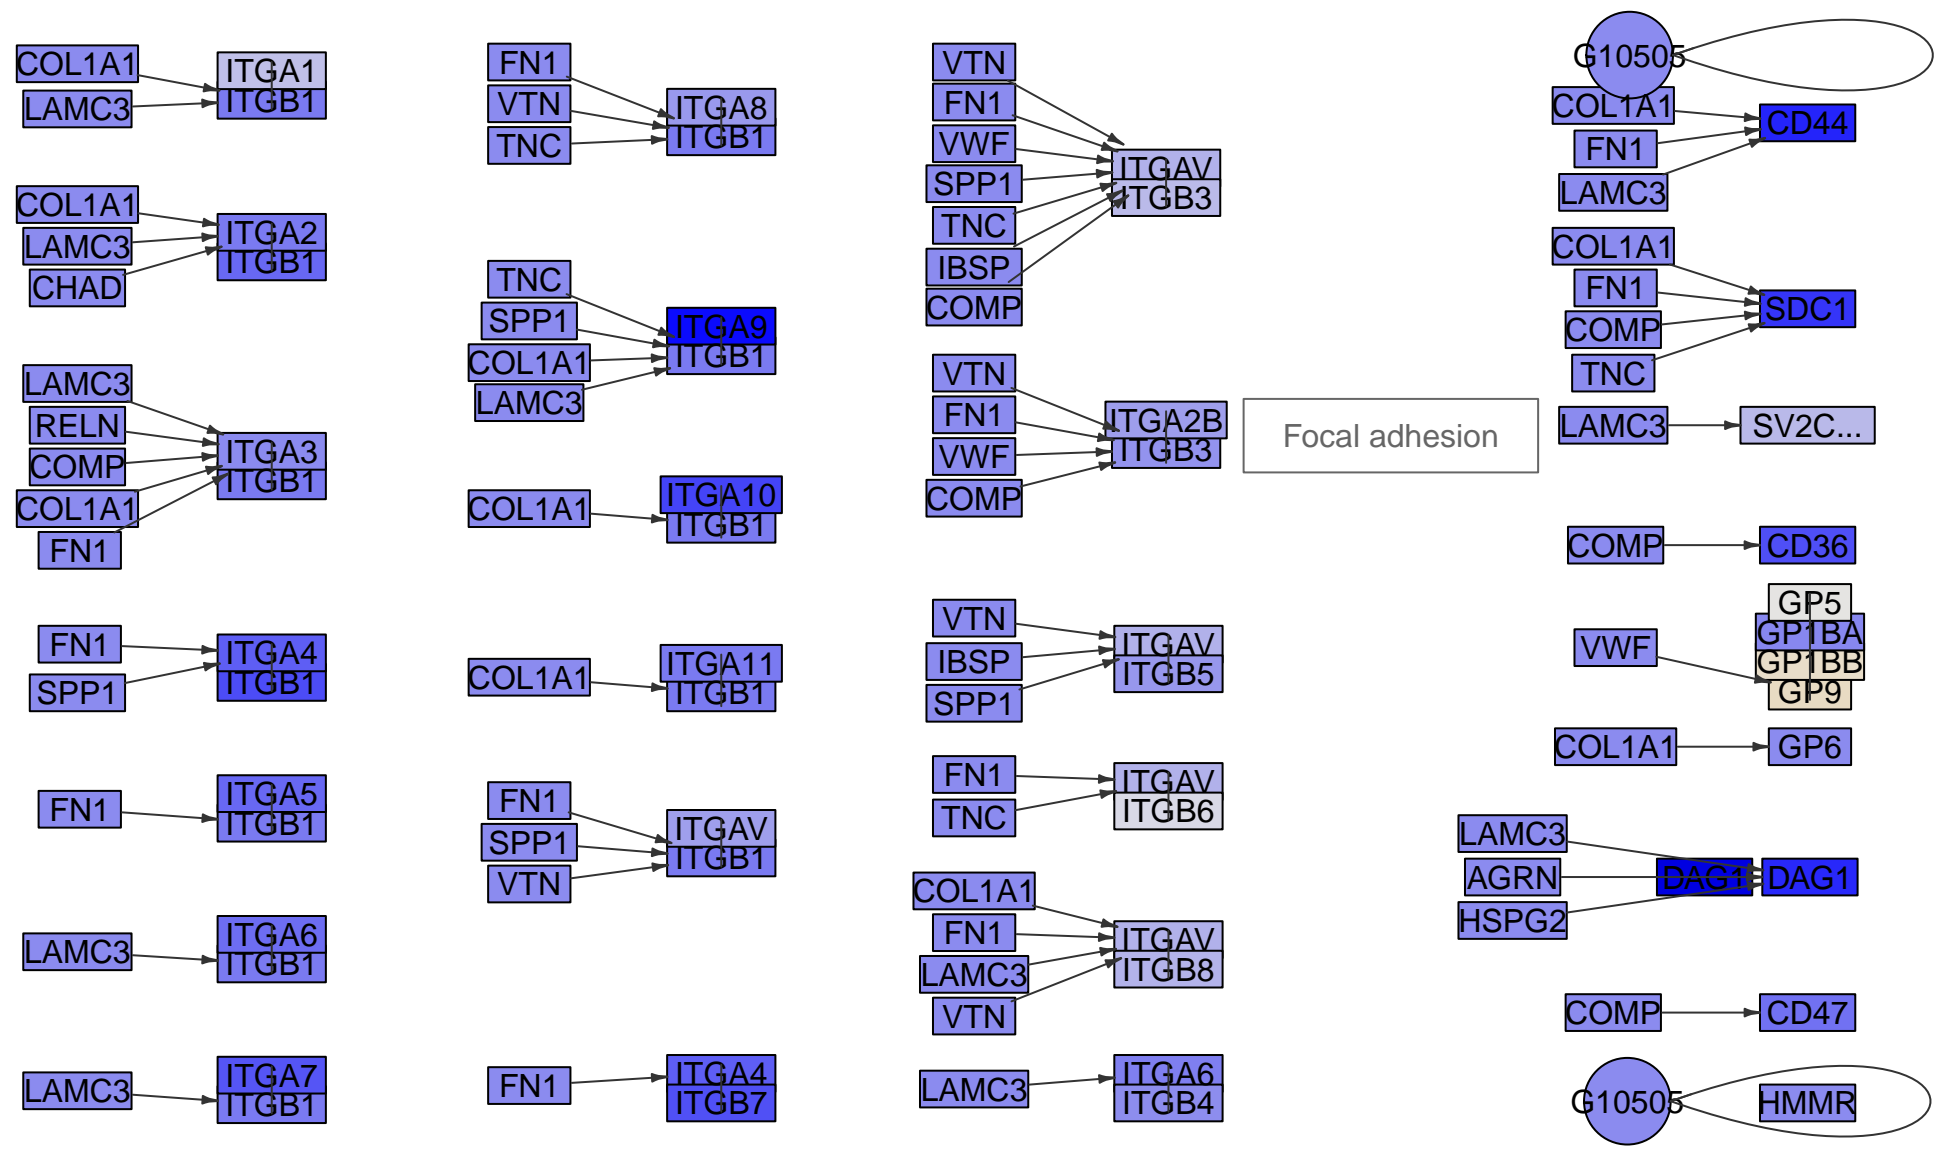 COL1A1
LAMC3
ITGA1
ITGB1
COL1A1
LAMC3
CHAD
ITGA2
ITGB1
LAMC3
RELN
COMP
COL1A1
FN1
ITGA3
ITGB1
FN1
SPP1
ITGA4
ITGB1
FN1
ITGA5
ITGB1
LAMC3
ITGA6
ITGB1
LAMC3
ITGA7
ITGB1
FN1
VTN
TNC
ITGA8
ITGB1
TNC
SPP1
COL1A1
LAMC3
ITGA9
ITGB1
COL1A1
ITGA10
ITGB1
COL1A1
ITGA11
ITGB1
FN1
SPP1
VTN
ITGAV
ITGB1
FN1
ITGA4
ITGB7
VTN
FN1
VWF
SPP1
TNC
IBSP
COMP
ITGAV
ITGB3
VTN
FN1
VWF
COMP
ITGA2B
ITGB3
VTN
IBSP
SPP1
ITGAV
ITGB5
FN1
TNC
ITGAV
ITGB6
COL1A1
FN1
LAMC3
VTN
ITGAV
ITGB8
LAMC3
ITGA6
ITGB4
Focal adhesion
G10505
COL1A1
FN1
LAMC3
CD44
COL1A1
FN1
COMP
TNC
SDC1
LAMC3
SV2C...
COMP
CD36
VWF
GP5
GP1BA
GP1BB
GP9
COL1A1
GP6
LAMC3
AGRN
HSPG2
DAG1
DAG1
COMP
CD47
G10505
HMMR